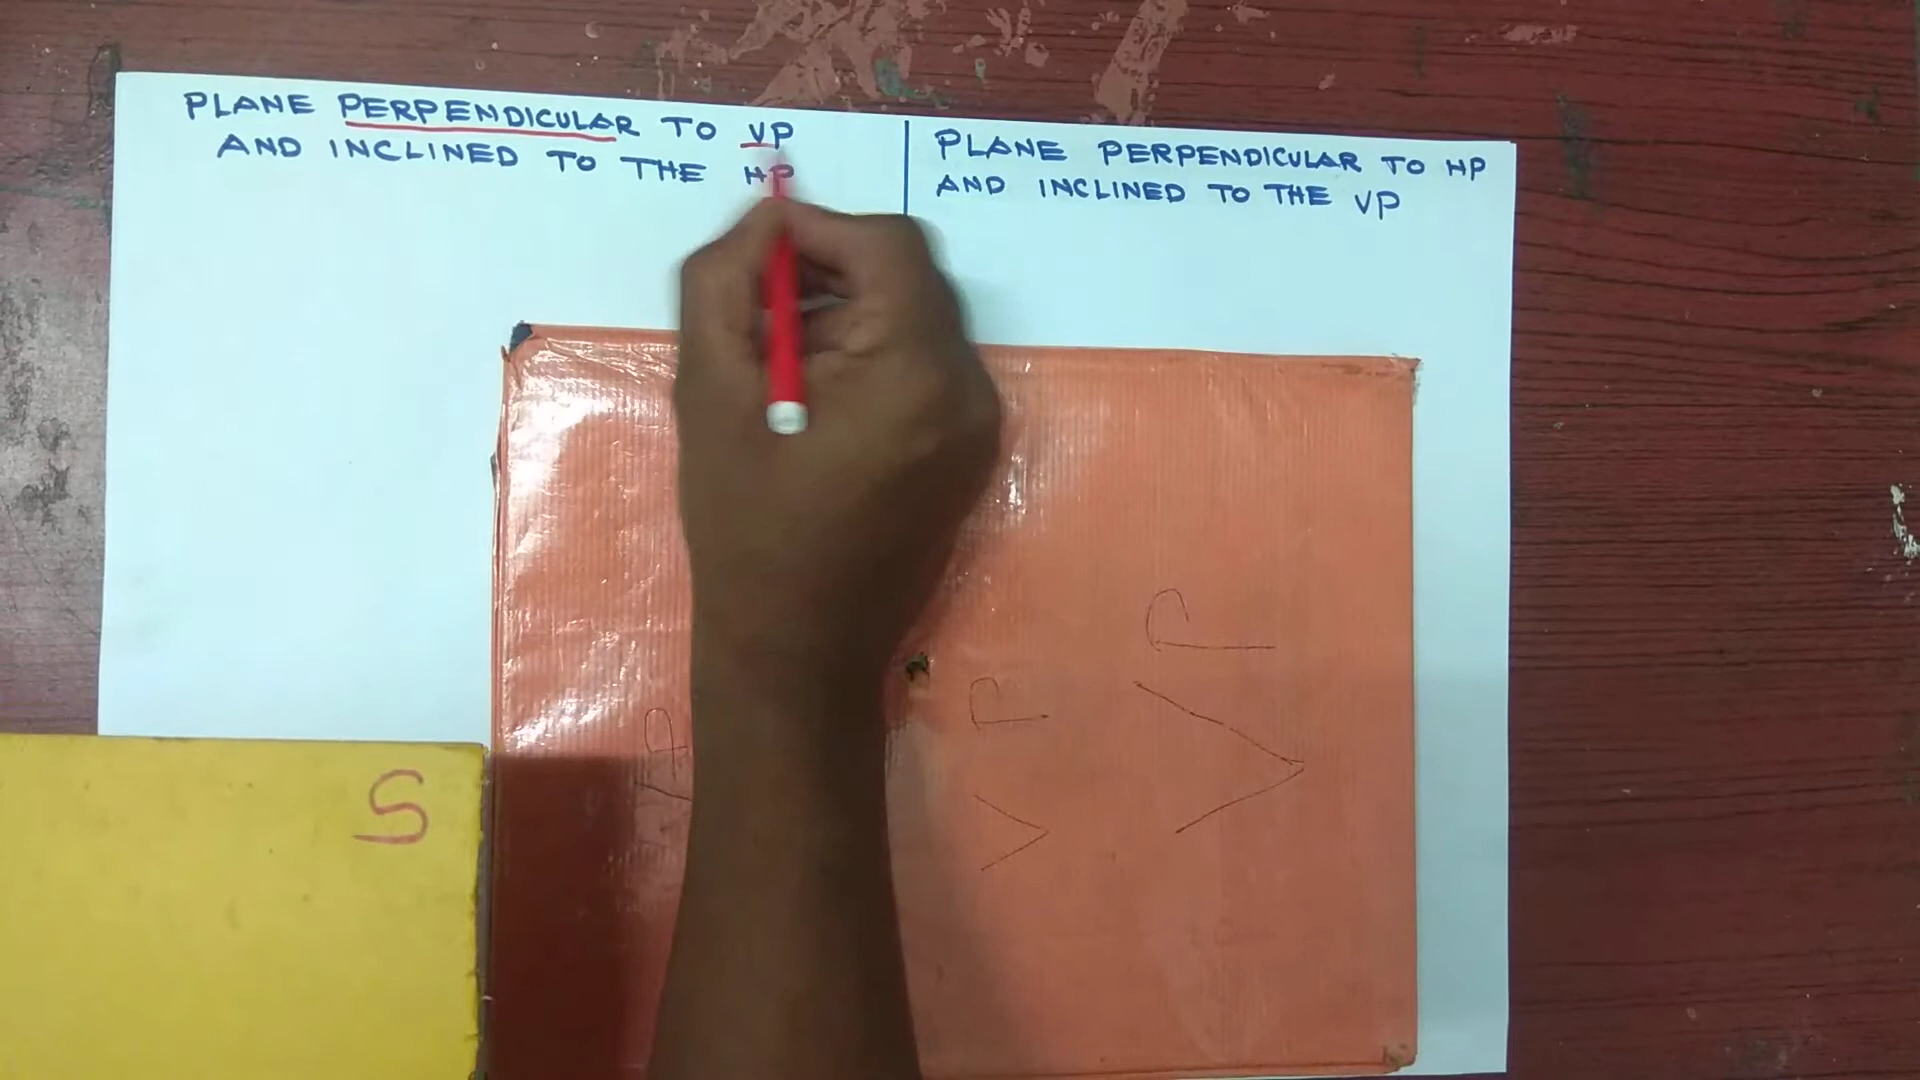 PLANE PERPENDICULAR TO VP
AND INCLINED TO THE HP
PLANE PERPENDICULAR TO HP
AND INCLINED TO THE VP
VP
VP
VP
S